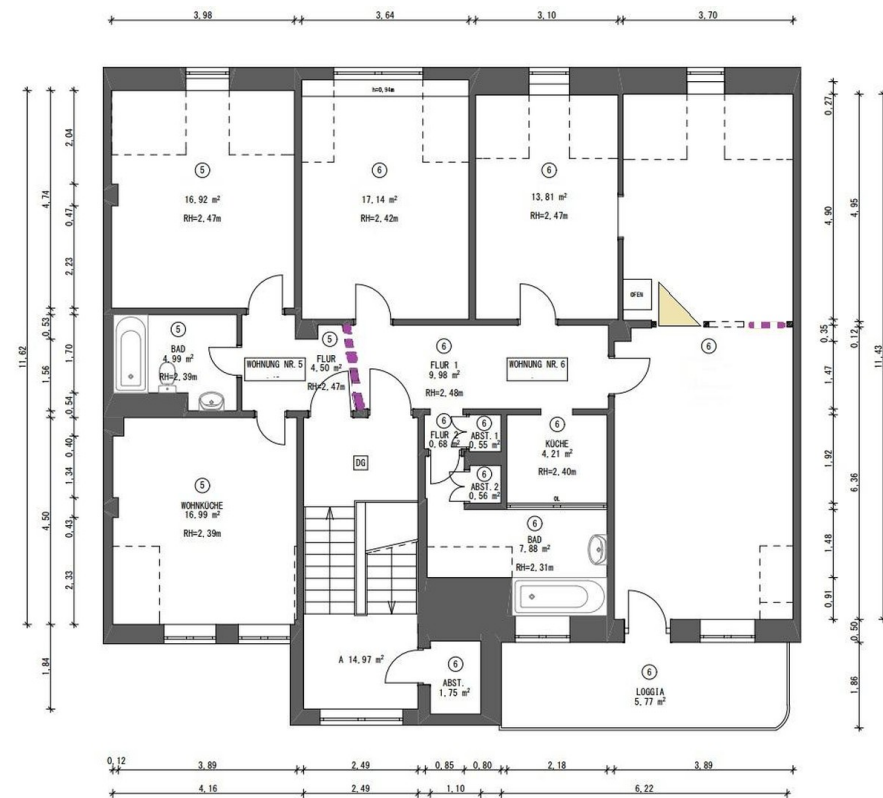 3,98 3,64 3,10 3,70
h=0,94m
5
16,92 m²
RH=2,47m
6
17,14 m²
RH=2,42m
6
13,81 m²
RH=2,47m
OFEN
5
BAD
4,99 m²
RH=2,39m
WOHNUNG NR. 5
5
FLUR
4,50 m²
RH=2,47m
6
FLUR 1
9,98 m²
RH=2,48m
WOHNUNG NR. 6
6
6
FLUR 2
0,68 m²
6
ABST. 1
0,55 m²
6
KÜCHE
4,21 m²
RH=2,40m
OL
DG
6
ABST. 2
0,56 m²
5
WOHNKÜCHE
16,99 m²
RH=2,39m
6
BAD
7,88 m²
RH=2,31m
A 14,97 m²
6
ABST.
1,75 m²
6
LOGGIA
5,77 m²
11,62
4,74
0,53
1,56
0,54
4,50
1,84
2,04
0,47
2,23
1,70
0,40
1,34
0,43
2,33
0,27
4,90
0,35
1,47
1,92
1,48
0,91
4,95
0,12
6,36
0,50
1,86
11,43
0,12 3,89 2,49 0,85 0,80 2,18 3,89
4,16 2,49 1,10 6,22